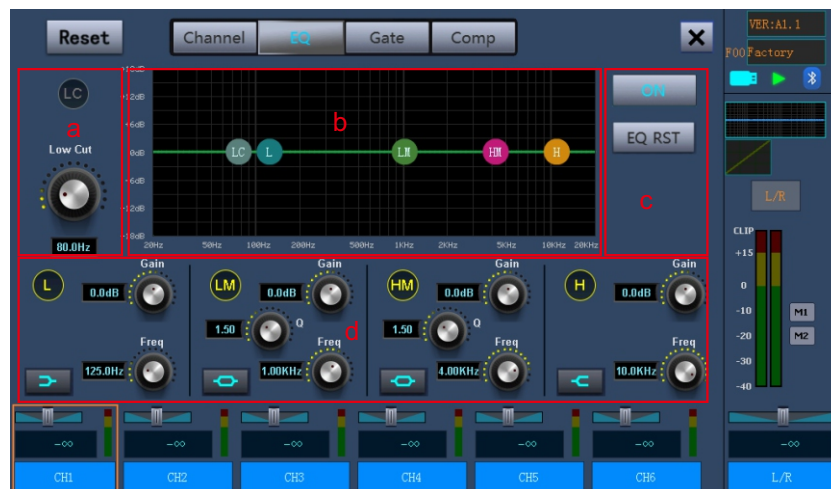 Reset Channel EQ Gate Comp VER:A1.1
F00 Factory
LC a Low Cut 80.0Hz
+18dB
+12dB
+6dB
0dB
-6dB
-12dB
-18dB
b
LC L LM HM H
20Hz 50Hz 100Hz 200Hz 500Hz 1KHz 2KHz 5KHz 10KHz 20KHz
ON
EQ RST
c
L/R
CLIP
+15
0
-10 M1
-20 M2
-30
-40
L Gain 0.0dB
Freq 125.0Hz
LM Gain 0.0dB
1.50 Q
d
Freq 1.00KHz
HM Gain 0.0dB
1.50 Q
Freq 4.00KHz
H Gain 0.0dB
Freq 10.0KHz
-∞ -∞ -∞ -∞ -∞ -∞ -∞
CH1 CH2 CH3 CH4 CH5 CH6 L/R